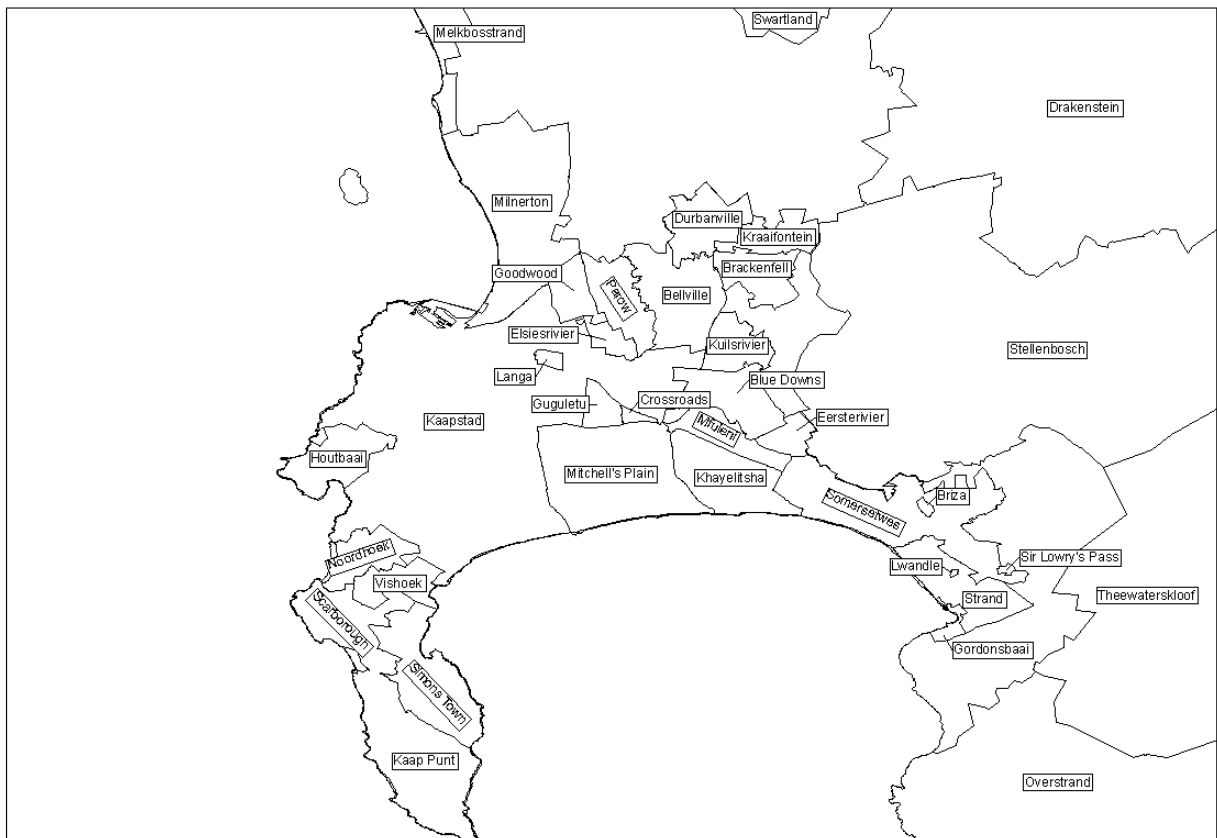 Swartland
Melkbosstrand
Drakenstein
Milnerton
Durbanville
Kraaifontein
Goodwood
Brackenfell
Parow
Bellville
Elsiesrivier
Kuilsrivier
Stellenbosch
Langa
Blue Downs
Guguletu
Crossroads
Kaapstad
Eersterivier
Mfuleni
Houtbaai
Mitchell's Plain
Khayelitsha
Briza
Somersetwes
Noordhoek
Sir Lowry's Pass
Lwandle
Vishoek
Theewaterskloof
Strand
Scarborough
Gordonsbaai
Simons Town
Kaap Punt
Overstrand